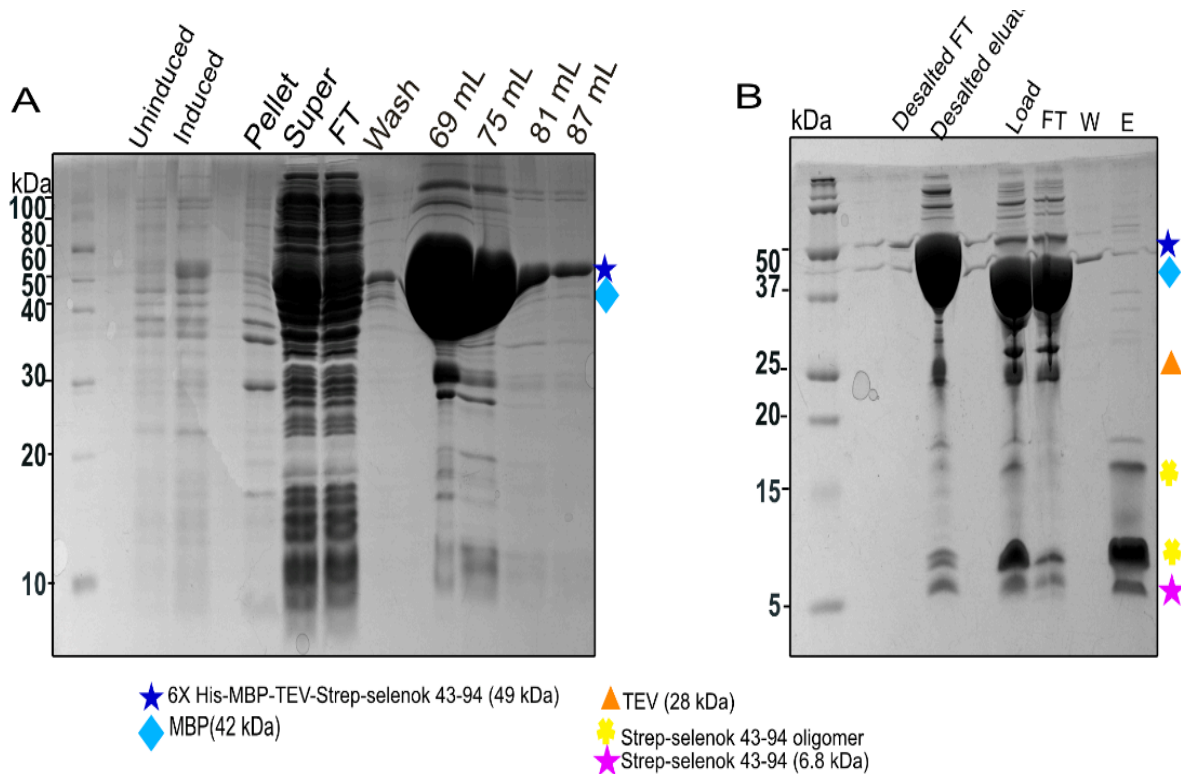 A
Uninduced
Induced
Pellet
Super
FT
Wash
69 mL
75 mL
81 mL
87 mL
kDa
100
80
60
50
40
30
20
10
B
kDa
Desalted FT
Desalted eluate
Load
FT
W
E
50
37
25
20
15
5
6X His-MBP-TEV-Strep-selenok 43-94 (49 kDa)
MBP(42 kDa)
TEV (28 kDa)
Strep-selenok 43-94 oligomer
Strep-selenok 43-94 (6.8 kDa)